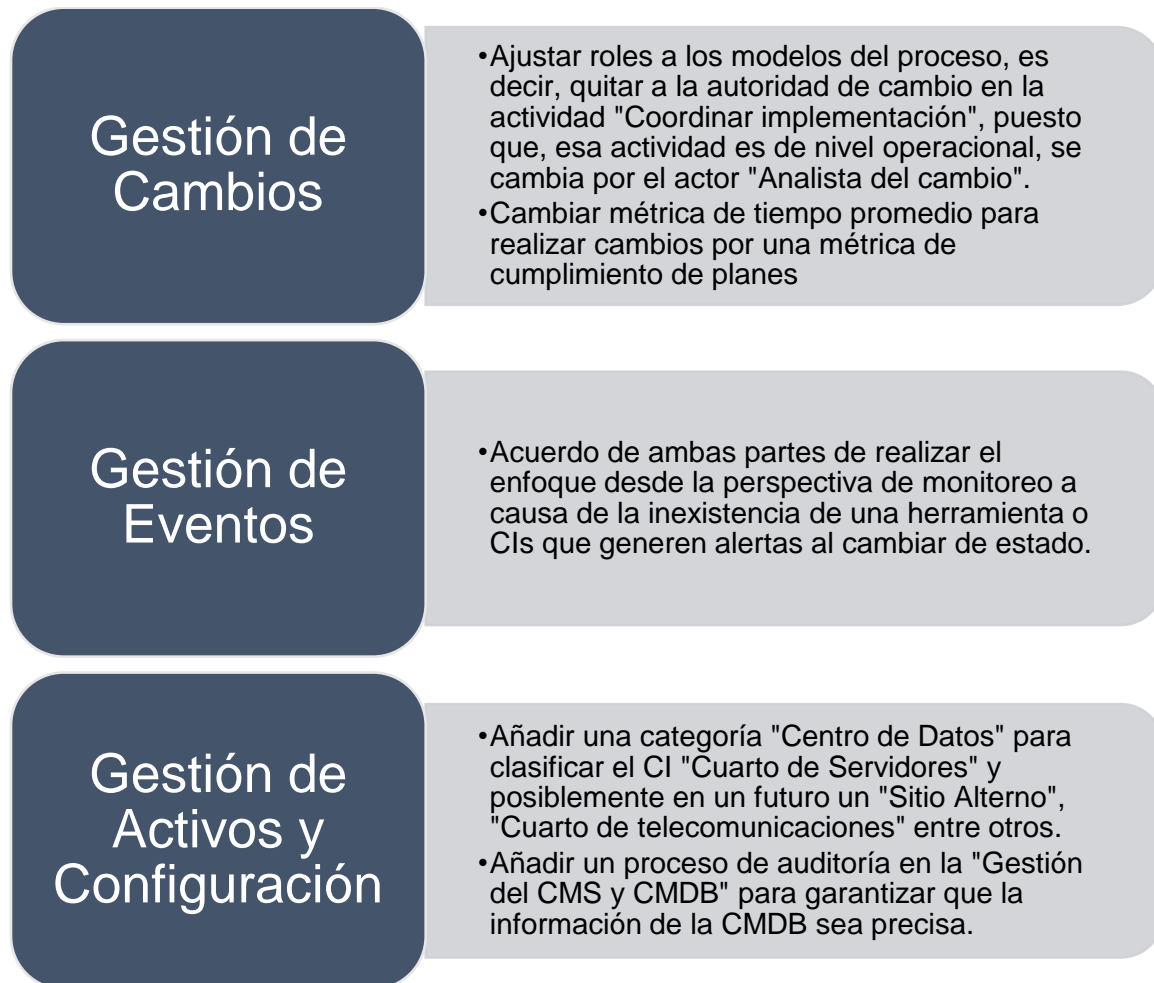 Gestión de
Cambios
•Ajustar roles a los modelos del proceso, es
decir, quitar a la autoridad de cambio en la
actividad "Coordinar implementación", puesto
que, esa actividad es de nivel operacional, se
cambia por el actor "Analista del cambio".
•Cambiar métrica de tiempo promedio para
realizar cambios por una métrica de
cumplimiento de planes
Gestión de
Eventos
•Acuerdo de ambas partes de realizar el
enfoque desde la perspectiva de monitoreo a
causa de la inexistencia de una herramienta o
CIs que generen alertas al cambiar de estado.
Gestión de
Activos y
Configuración
•Añadir una categoría "Centro de Datos" para
clasificar el CI "Cuarto de Servidores" y
posiblemente en un futuro un "Sitio Alterno",
"Cuarto de telecomunicaciones" entre otros.
•Añadir un proceso de auditoría en la "Gestión
del CMS y CMDB" para garantizar que la
información de la CMDB sea precisa.